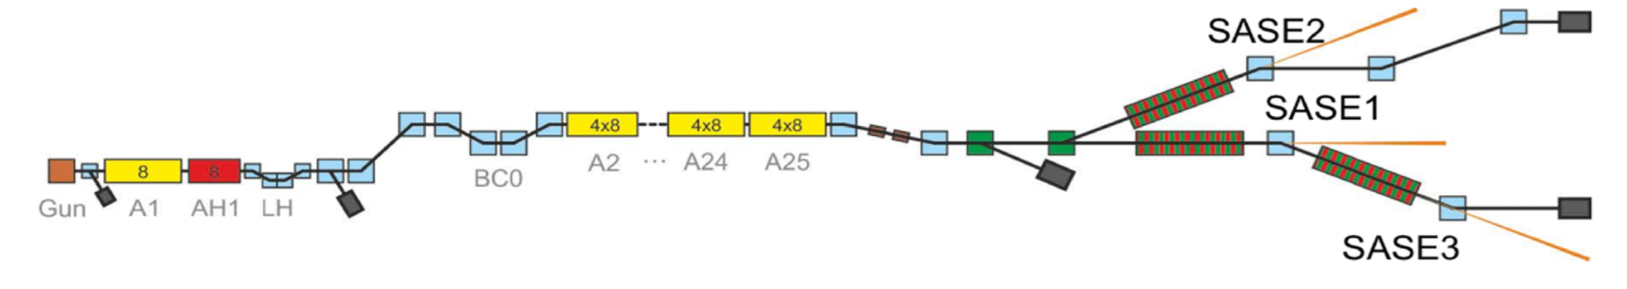 SASE2
SASE1
4x8 4x8 4x8
8 8
A2 ... A24 A25
BC0
Gun A1 AH1 LH
SASE3